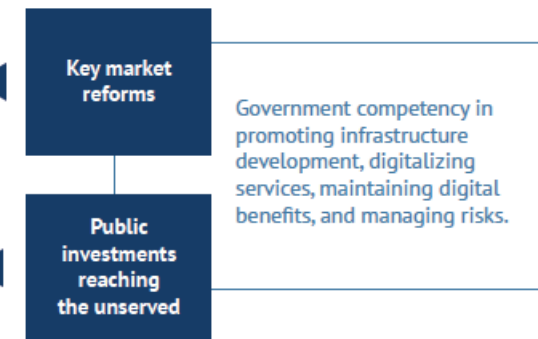 Key market
reforms
Government competency in
promoting infrastructure
development, digitalizing
services, maintaining digital
benefits, and managing risks.
Public
investments
reaching
the unserved